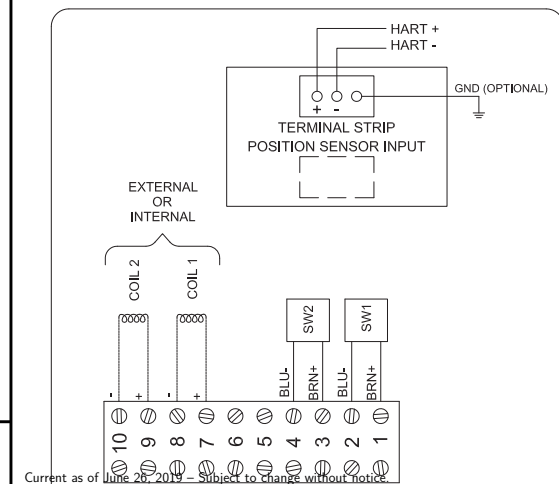 HART +
HART -
GND (OPTIONAL)
+ -
TERMINAL STRIP
POSITION SENSOR INPUT
EXTERNAL
OR
INTERNAL
COIL 2
COIL 1
SW2
SW1
BLU-
BRN+
BLU-
BRN+
- + - +
10 9 8 7 6 5 4 3 2 1
Current as of June 26, 2019 – Subject to change without notice.